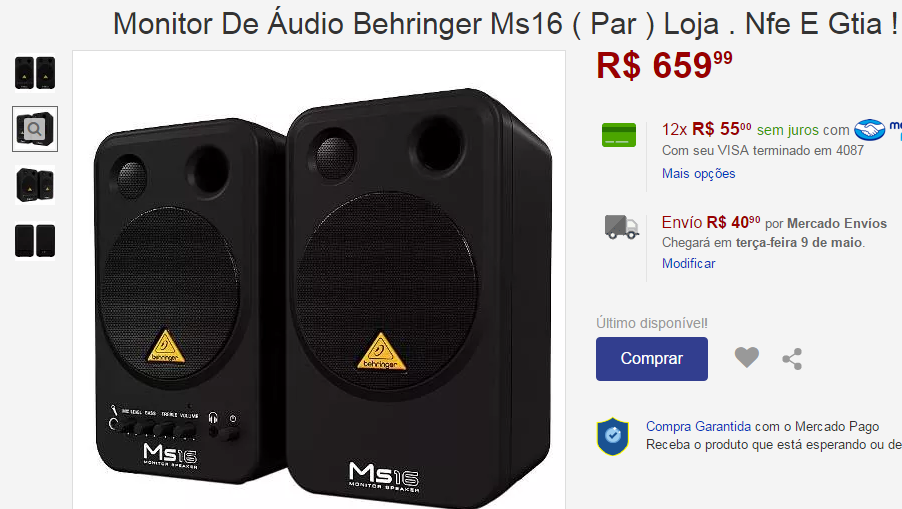 Monitor De Áudio Behringer Ms16 ( Par ) Loja . Nfe E Gtia !
R$ 65999
12x R$ 5500 sem juros com
Com seu VISA terminado em 4087
Mais opções
Envío R$ 4090 por Mercado Envíos
Chegará em terça-feira 9 de maio.
Modificar
Último disponível!
Comprar
Compra Garantida com o Mercado Pago
Receba o produto que está esperando ou de
behringer
behringer
MIC LEVEL BASS TREBLE VOLUME
Ms16
MONITOR SPEAKER
Ms16
MONITOR SPEAKER